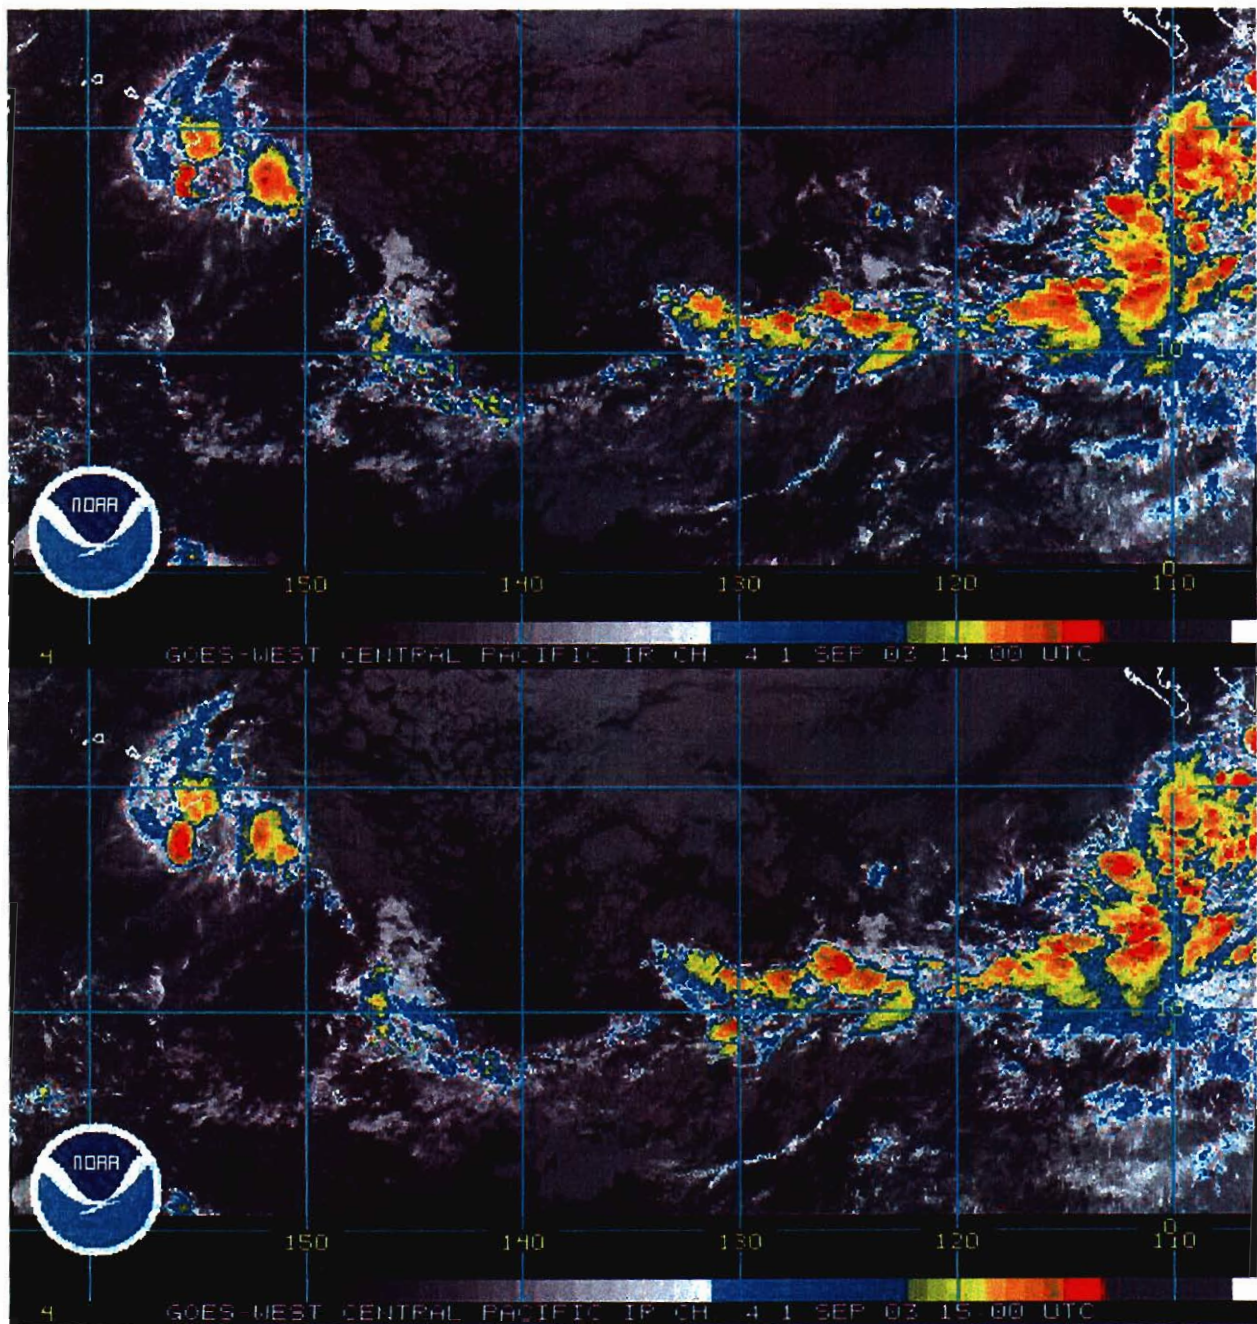 10
NOAA
0
150 140 130 120 110
4 GOES-WEST CENTRAL PACIFIC IR CH. 4 1 SEP 03 14:00 UTC
10
NOAA
0
150 140 130 120 110
4 GOES-WEST CENTRAL PACIFIC IR CH. 4 1 SEP 03 15:00 UTC